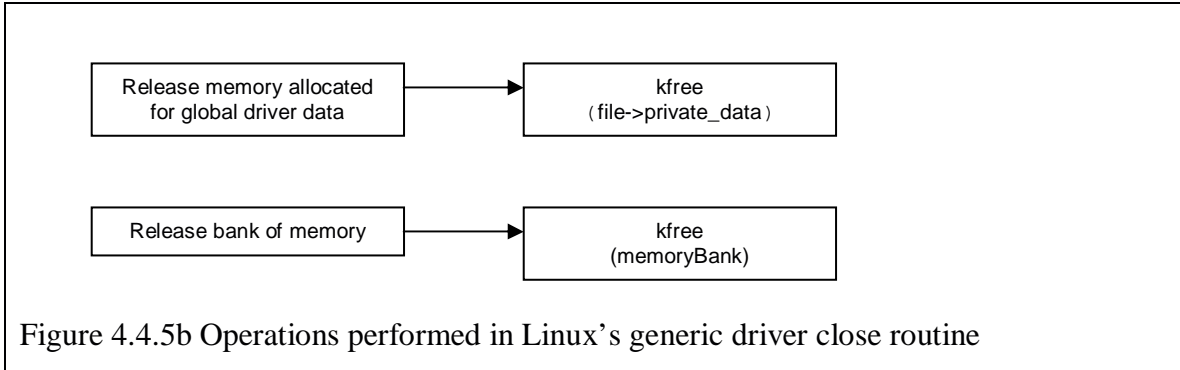 Release memory allocated
for global driver data
kfree
(file->private_data)
Release bank of memory
kfree
(memoryBank)
Figure 4.4.5b Operations performed in Linux’s generic driver close routine